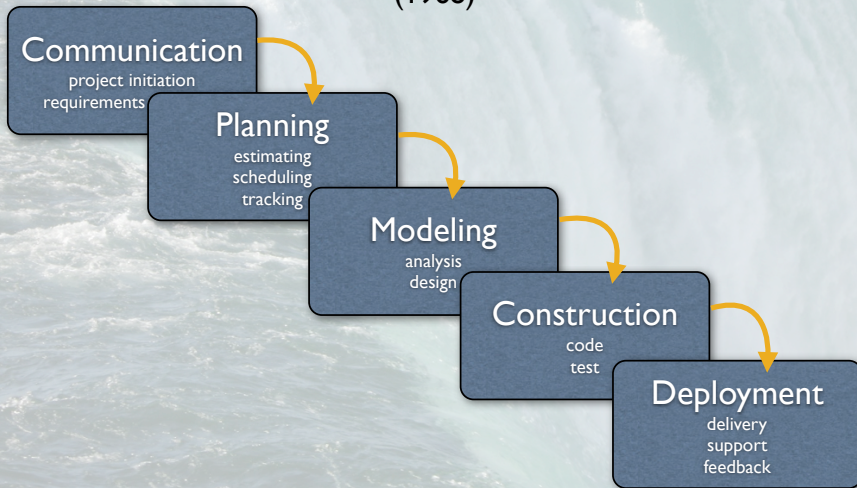 Communication
project initiation
requirements
Planning
estimating
scheduling
tracking
Modeling
analysis
design
Construction
code
test
Deployment
delivery
support
feedback